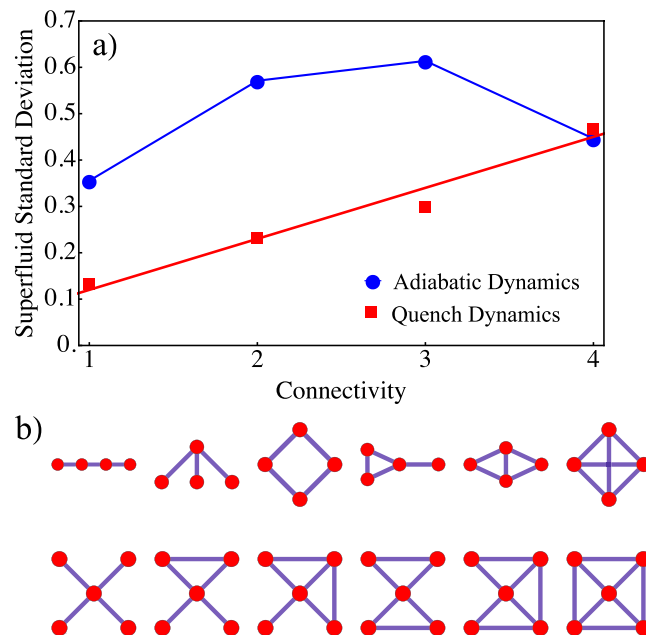 a)
Superfluid Standard Deviation
0.7
0.6
0.5
0.4
0.3
0.2
0.1
0.
1 2 3 4
Connectivity
Adiabatic Dynamics
Quench Dynamics
b)